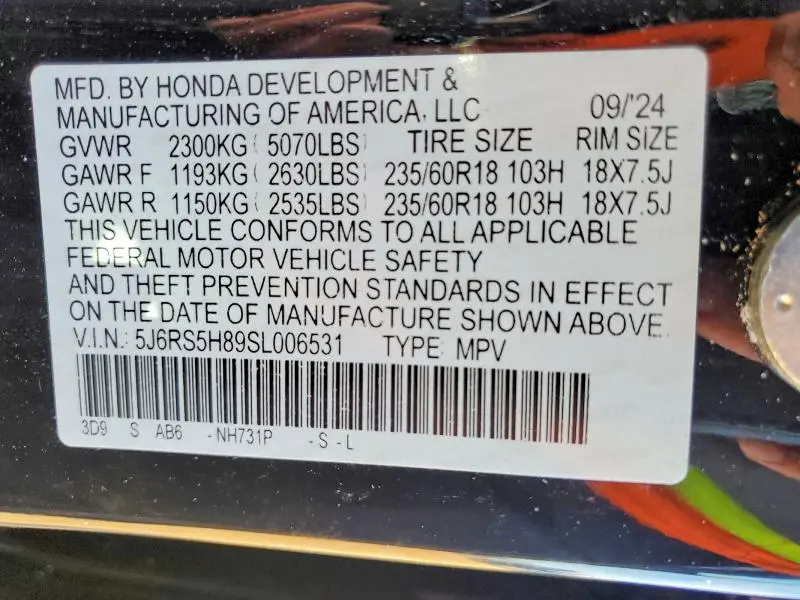 MFD. BY HONDA DEVELOPMENT &
MANUFACTURING OF AMERICA, LLC 09/'24
GVWR 2300KG( 5070LBS) TIRE SIZE RIM SIZE
GAWR F 1193KG( 2630LBS) 235/60R18 103H 18X7.5J
GAWR R 1150KG( 2535LBS) 235/60R18 103H 18X7.5J
THIS VEHICLE CONFORMS TO ALL APPLICABLE
FEDERAL MOTOR VEHICLE SAFETY
AND THEFT PREVENTION STANDARDS IN EFFECT
ON THE DATE OF MANUFACTURE SHOWN ABOVE.
V.I.N.: 5J6RS5H89SL006531 TYPE: MPV
3D9 S AB6 -NH731P -S-L